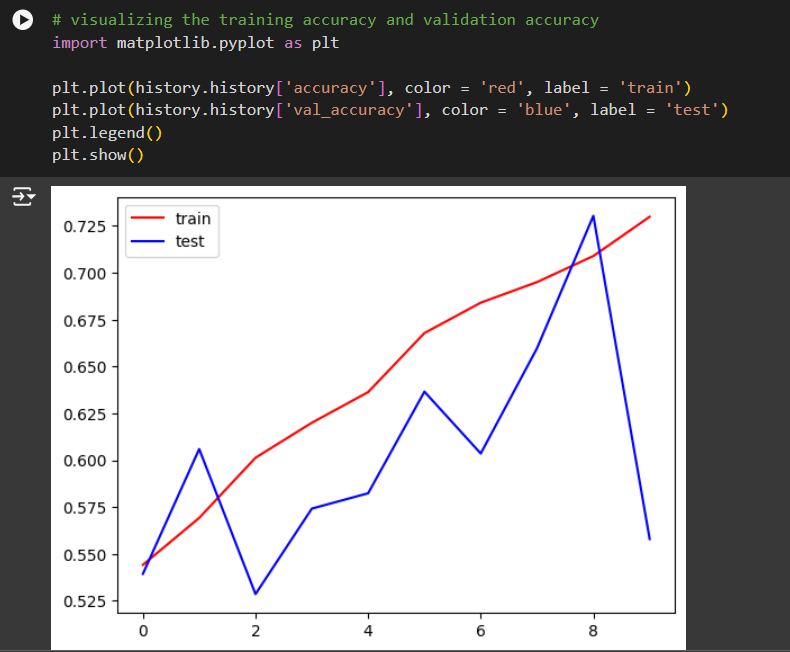 # visualizing the training accuracy and validation accuracy
import matplotlib.pyplot as plt
plt.plot(history.history['accuracy'], color = 'red', label = 'train')
plt.plot(history.history['val_accuracy'], color = 'blue', label = 'test')
plt.legend()
plt.show()
train
test
0.725
0.700
0.675
0.650
0.625
0.600
0.575
0.550
0.525
0 2 4 6 8